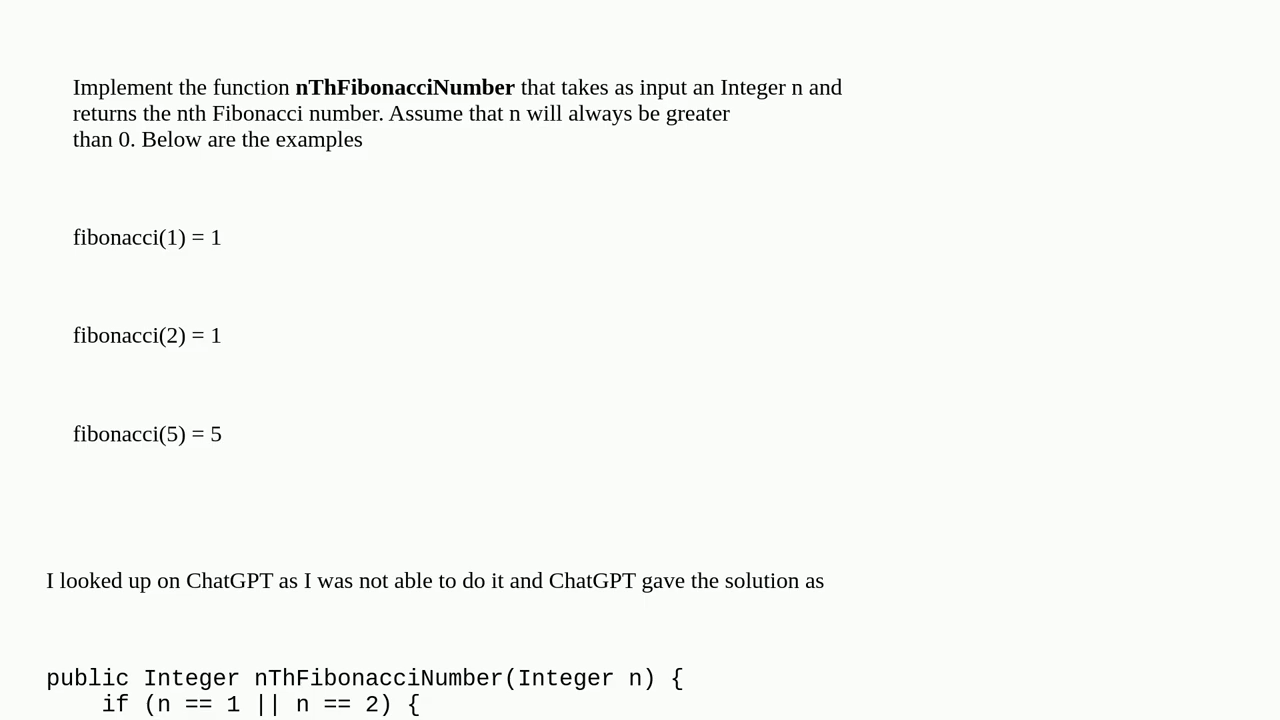 Implement the function nThFibonacciNumber that takes as input an Integer n and
returns the nth Fibonacci number. Assume that n will always be greater
than 0. Below are the examples
fibonacci(1) = 1
fibonacci(2) = 1
fibonacci(5) = 5
I looked up on ChatGPT as I was not able to do it and ChatGPT gave the solution as
public Integer nThFibonacciNumber(Integer n) {
    if (n == 1 || n == 2) {